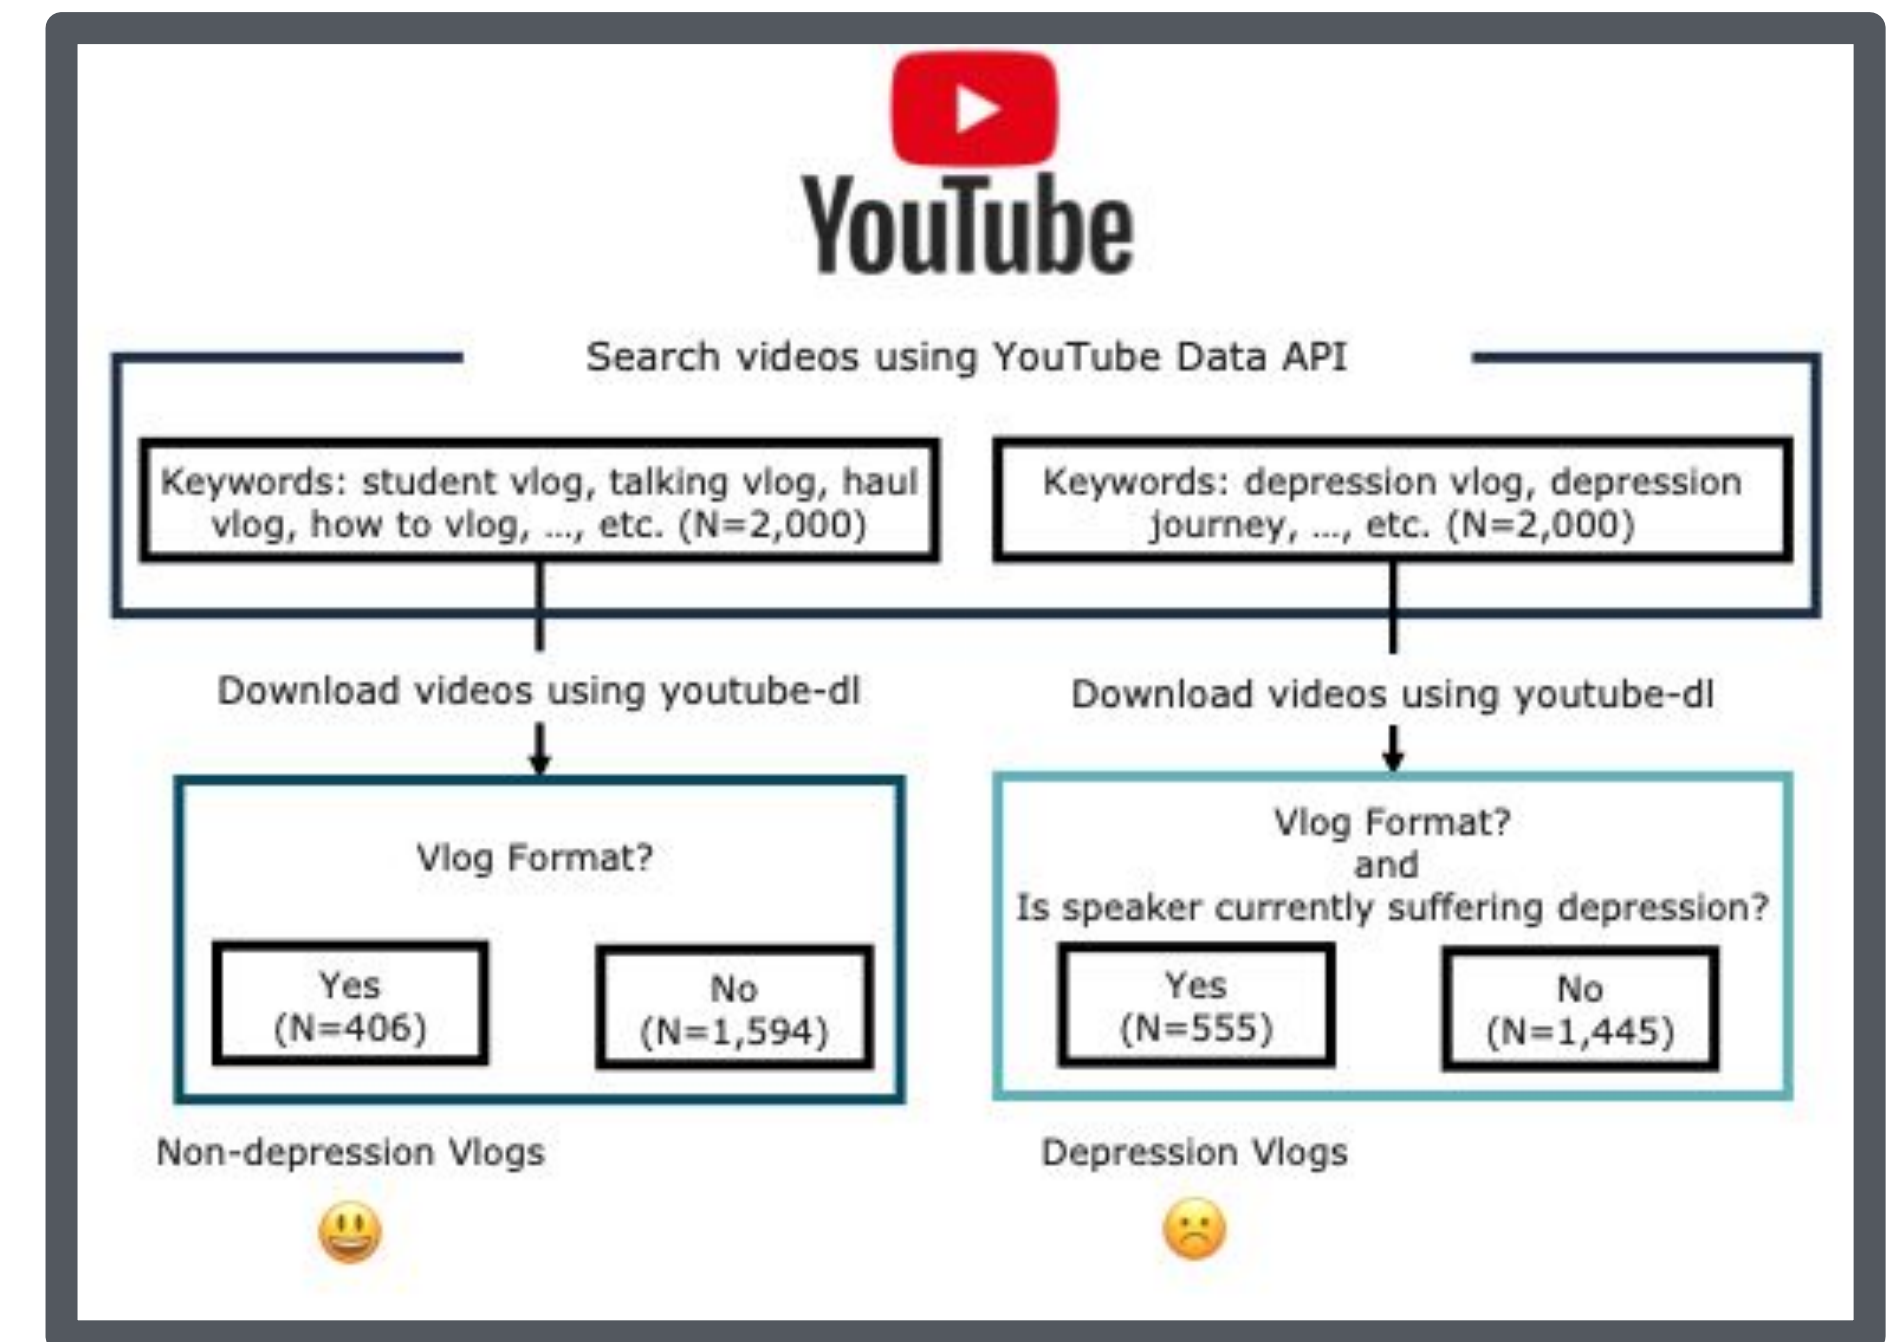 YouTube
Search videos using YouTube Data API
Keywords: student vlog, talking vlog, haul
vlog, how to vlog, ..., etc. (N=2,000)
Keywords: depression vlog, depression
journey, ..., etc. (N=2,000)
Download videos using youtube-dl
Download videos using youtube-dl
Vlog Format?
Yes
(N=406)
No
(N=1,594)
Vlog Format?
and
Is speaker currently suffering depression?
Yes
(N=555)
No
(N=1,445)
Non-depression Vlogs
Depression Vlogs